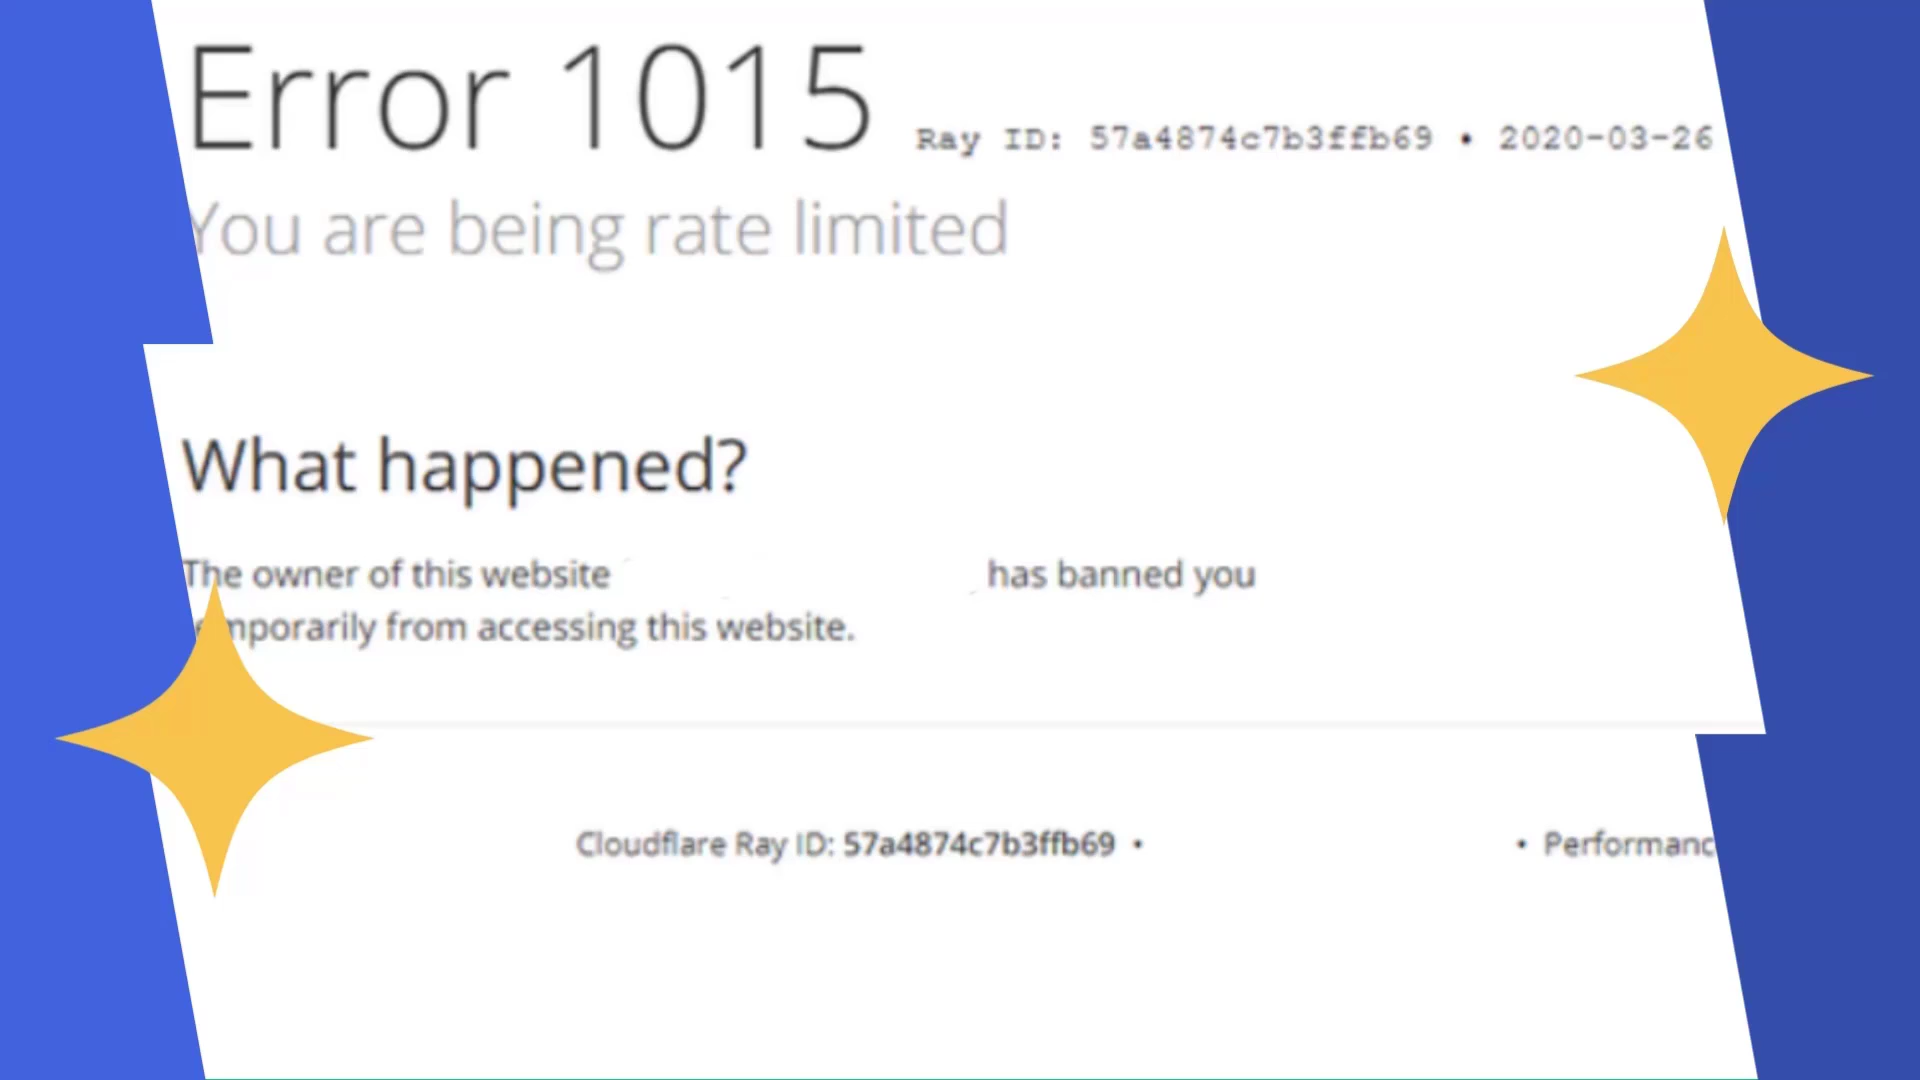 Error 1015 Ray ID: 57a4874c7b3ffb69 • 2020-03-26
You are being rate limited
What happened?
The owner of this website has banned you
mporarily from accessing this website.
Cloudflare Ray ID: 57a4874c7b3ffb69 • • Performanc